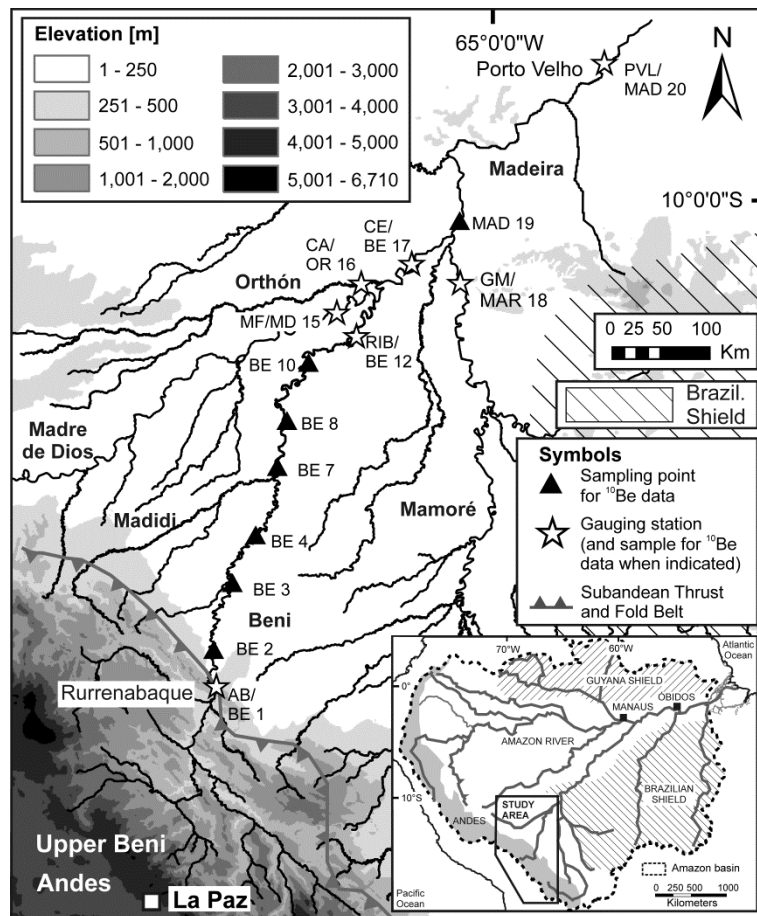 Elevation [m]
1 - 250
251 - 500
501 - 1,000
1,001 - 2,000
2,001 - 3,000
3,001 - 4,000
4,001 - 5,000
5,001 - 6,710
65°0'0"W
N
Porto Velho
PVL/
MAD 20
Madeira
10°0'0"S
MAD 19
CE/
BE 17
CA/
OR 16
Orthón
GM/
MAR 18
MF/MD 15
RIB/
BE 12
0 25 50 100
Km
BE 10
Brazil.
Shield
BE 8
Madre
de Dios
BE 7
Symbols
Sampling point
for ¹⁰Be data
Gauging station
(and sample for ¹⁰Be
data when indicated)
Subandean Thrust
and Fold Belt
Madidi
Mamoré
BE 4
BE 3
Beni
BE 2
Rurrenabaque
AB/
BE 1
Upper Beni
Andes
La Paz
70°W
60°W
Atlantic
Ocean
GUYANA SHIELD
0°
MANAUS
ÓBIDOS
AMAZON RIVER
10°S
STUDY
AREA
ANDES
BRAZILIAN
SHIELD
Amazon basin
Pacific
Ocean
0 500 1000
Kilometers